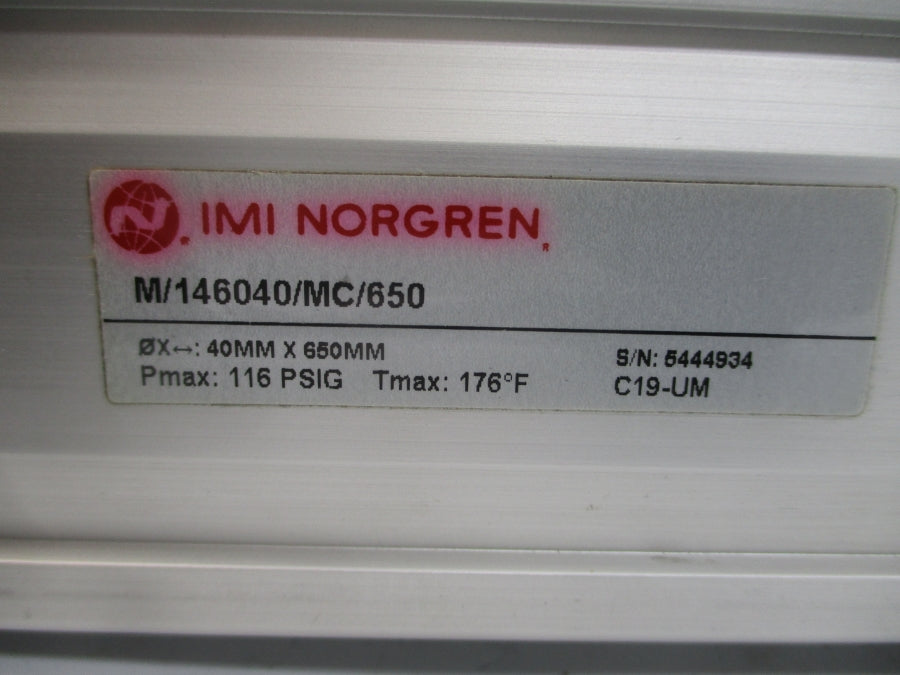 N® IMI NORGREN®
M/146040/MC/650
ØX↔: 40MM X 650MM
S/N: 5444934
Pmax: 116 PSIG Tmax: 176°F
C19-UM